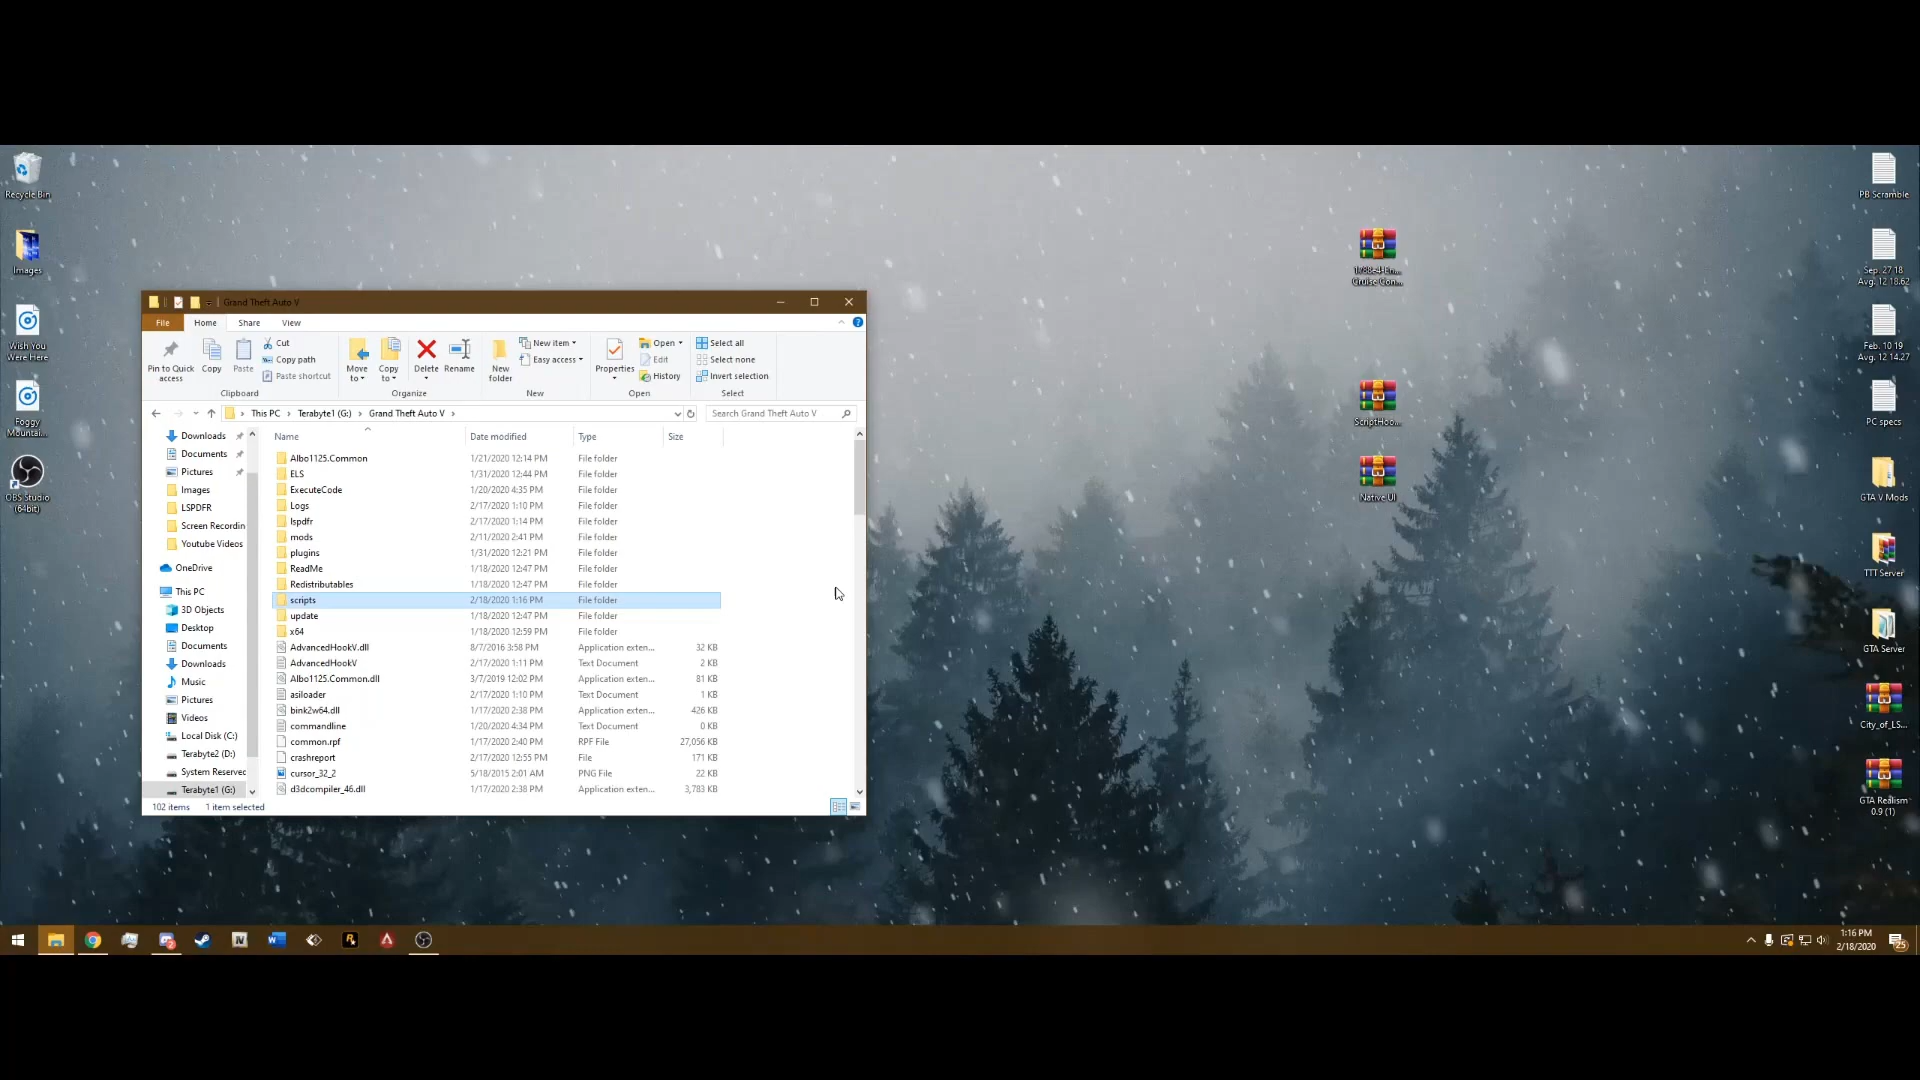 Recycle Bin
Images
Wish You
Were Here
Foggy
Mountai...
OBS Studio
(64bit)
Grand Theft Auto V
File
Home
Share
View
Pin to Quick
access
Copy
Paste
Cut
Copy path
Paste shortcut
Clipboard
Move
to
Copy
to
Delete
Rename
Organize
New
folder
New item
Easy access
New
Properties
Open
Edit
History
Open
Select all
Select none
Invert selection
Select
This PC > Terabyte1 (G:) > Grand Theft Auto V >
Search Grand Theft Auto V
Downloads
Documents
Pictures
Images
LSPDFR
Screen Recordin
Youtube Videos
OneDrive
This PC
3D Objects
Desktop
Documents
Downloads
Music
Pictures
Videos
Local Disk (C:)
Terabyte2 (D:)
System Reserved
Terabyte1 (G:)
Name Date modified Type Size
Albo1125.Common 1/21/2020 12:14 PM File folder
ELS 1/31/2020 12:44 PM File folder
ExecuteCode 1/20/2020 4:35 PM File folder
Logs 2/17/2020 1:10 PM File folder
lspdfr 2/17/2020 1:14 PM File folder
mods 2/11/2020 2:41 PM File folder
plugins 1/31/2020 12:21 PM File folder
ReadMe 1/18/2020 12:47 PM File folder
Redistributables 1/18/2020 12:47 PM File folder
scripts 2/18/2020 1:16 PM File folder
update 1/18/2020 12:47 PM File folder
x64 1/18/2020 12:59 PM File folder
AdvancedHookV.dll 8/7/2016 3:58 PM Application exten... 32 KB
AdvancedHookV 2/17/2020 1:11 PM Text Document 2 KB
Albo1125.Common.dll 3/7/2019 12:02 PM Application exten... 81 KB
asiloader 2/17/2020 1:10 PM Text Document 1 KB
bink2w64.dll 1/17/2020 2:38 PM Application exten... 426 KB
commandline 1/20/2020 4:34 PM Text Document 0 KB
common.rpf 1/17/2020 2:40 PM RPF File 27,056 KB
crashreport 2/17/2020 12:55 PM File 171 KB
cursor_32_2 5/18/2015 2:01 AM PNG File 22 KB
d3dcompiler_46.dll 1/17/2020 2:38 PM Application exten... 3,783 KB
102 items 1 item selected
Cruise Con...
ScriptHoo...
Native UI
PB Scramble
Sep. 27 18
Avg. 12 18.62
Feb. 10 19
Avg. 12 14.27
PC specs
GTA V Mods
TTT Server
GTA Server
City_of_LS...
GTA Realism
0.9 (1)
1:16 PM
2/18/2020
25